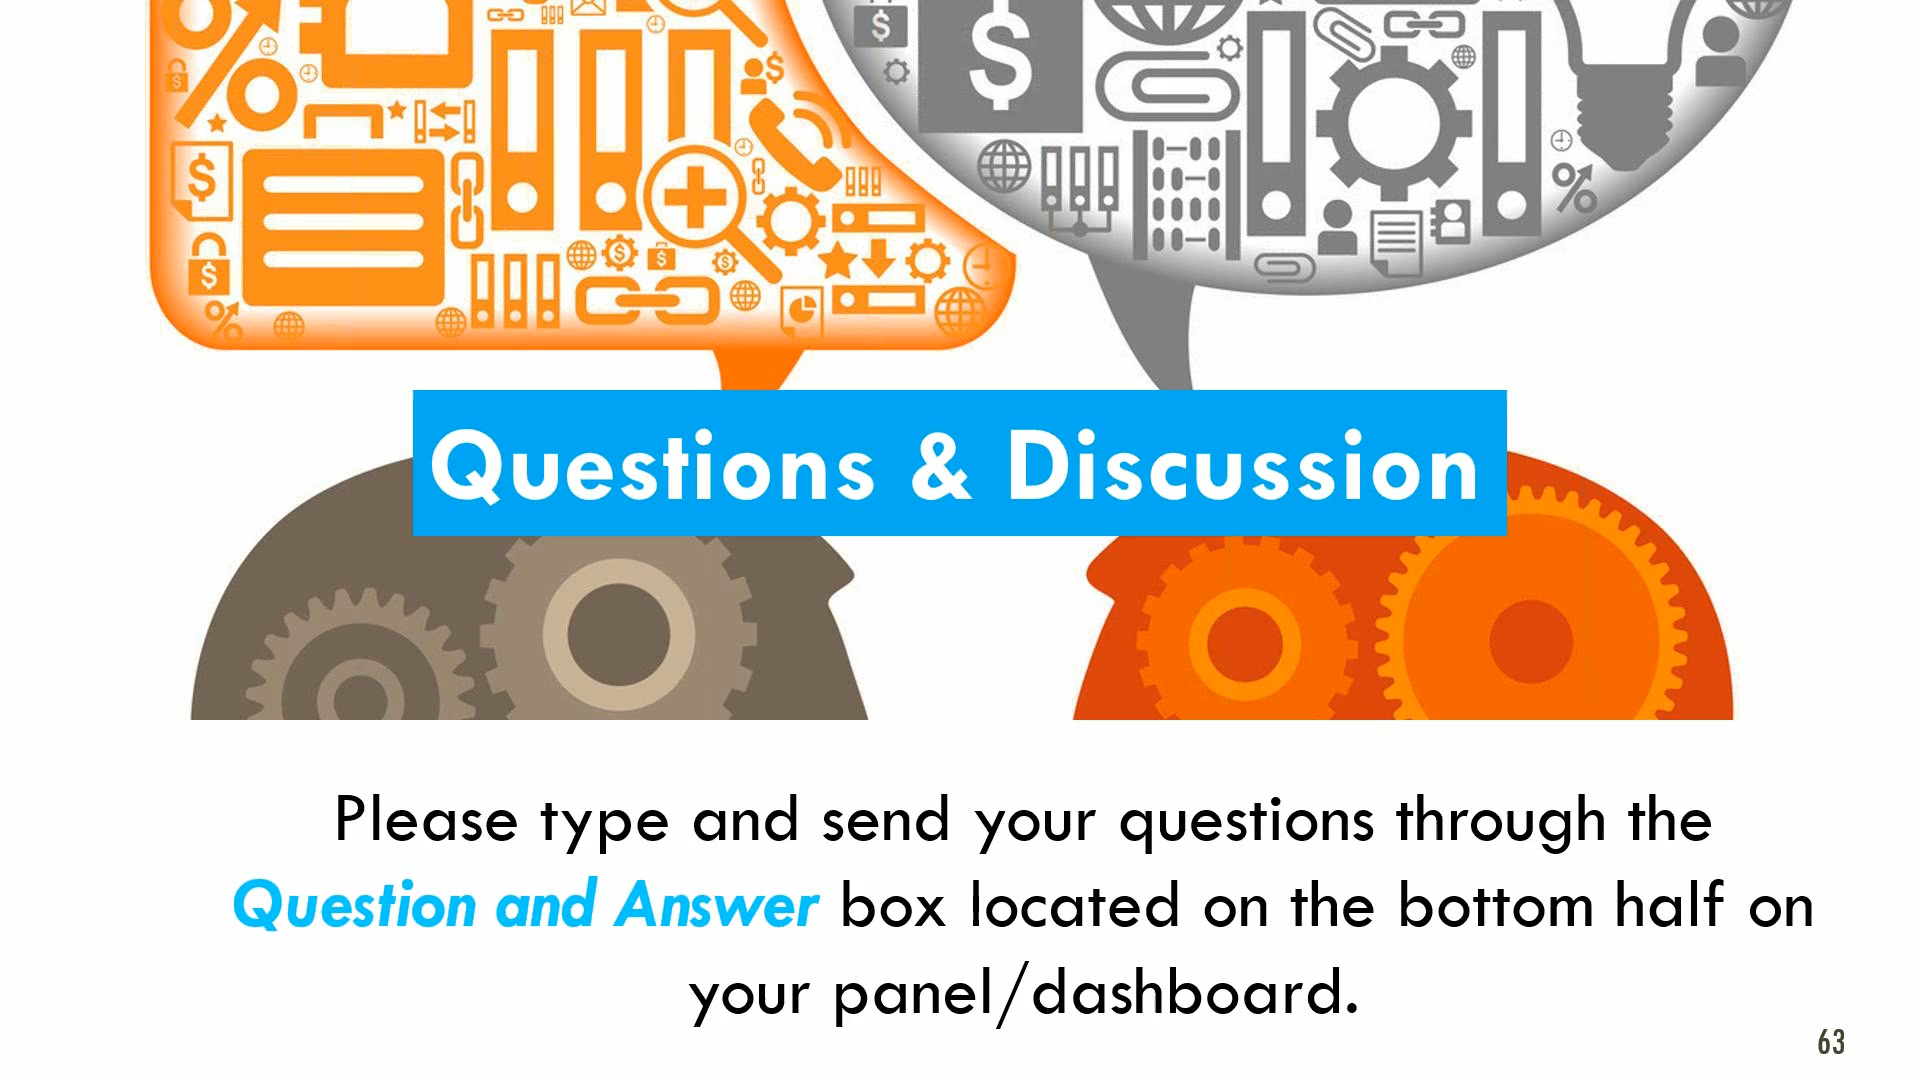 Questions & Discussion
Please type and send your questions through the
Question and Answer box located on the bottom half on
your panel/dashboard.
63